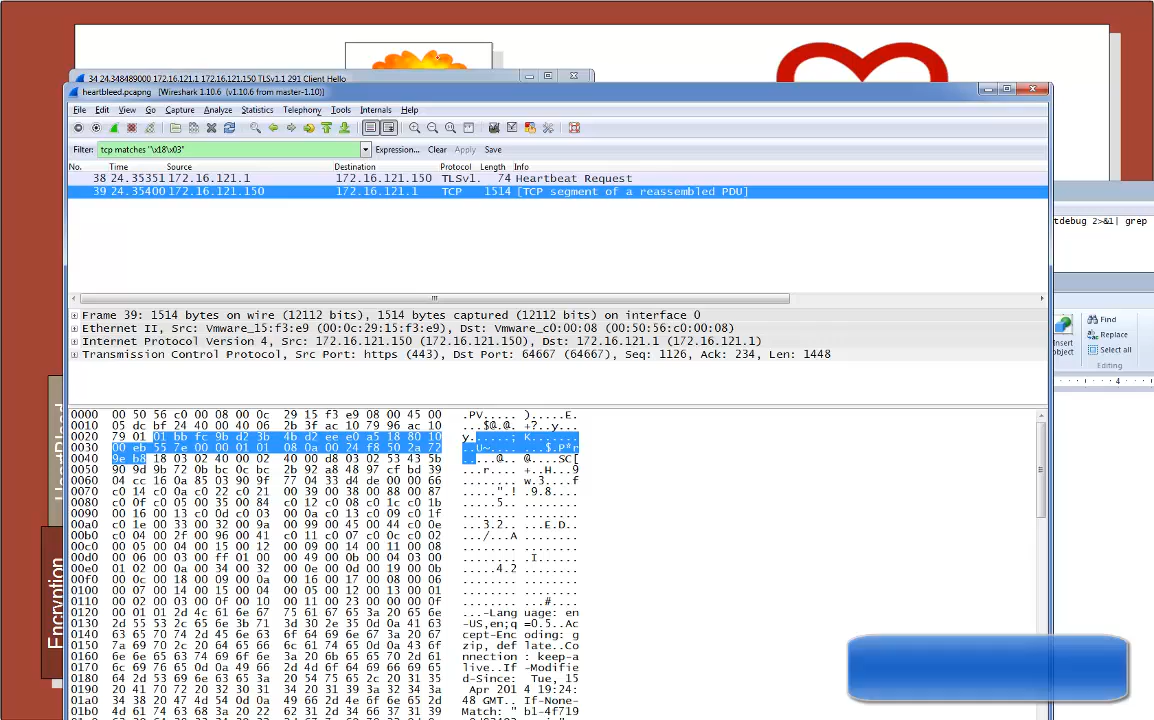 34 24.348489000 172.16.121.1 172.16.121.150 TLSv1.1 291 Client Hello
heartbleed.pcapng [Wireshark 1.10.6 (v1.10.6 from master-1.10)]
File Edit View Go Capture Analyze Statistics Telephony Tools Internals Help
Filter: tcp matches "\x18\x03" Expression... Clear Apply Save
No. Time Source Destination Protocol Length Info
38 24.35351 172.16.121.1 172.16.121.150 TLSv1. 74 Heartbeat Request
39 24.35400 172.16.121.150 172.16.121.1 TCP 1514 [TCP segment of a reassembled PDU]
tdebug 2>&1| grep
Frame 39: 1514 bytes on wire (12112 bits), 1514 bytes captured (12112 bits) on interface 0
Ethernet II, Src: Vmware_15:f3:e9 (00:0c:29:15:f3:e9), Dst: Vmware_c0:00:08 (00:50:56:c0:00:08)
Internet Protocol Version 4, Src: 172.16.121.150 (172.16.121.150), Dst: 172.16.121.1 (172.16.121.1)
Transmission Control Protocol, Src Port: https (443), Dst Port: 64667 (64667), Seq: 1126, Ack: 234, Len: 1448
Insert object
Find
Replace
Select all
Editing
4
0000 00 50 56 c0 00 08 00 0c 29 15 f3 e9 08 00 45 00 .PV..... ).....E.
0010 05 dc bf 24 40 00 40 06 2b 3f ac 10 79 96 ac 10 ...$@.@. +?..y...
0020 79 01 01 bb fc 9b d2 3b 4b d2 ee e0 a5 18 80 10 y......; K.......
0030 00 eb 55 7e 00 00 01 01 08 0a 00 24 f8 50 2a 72 ..U~.... ...$.P*r
0040 9e b8 18 03 02 40 00 02 40 00 d8 03 02 53 43 5b .....@.. @....SC[
0050 90 9d 9b 72 0b bc 0c bc 2b 92 a8 48 97 cf bd 39 ...r.... +..H...9
0060 04 cc 16 0a 85 03 90 9f 77 04 33 d4 de 00 00 66 ........ w.3....f
0070 c0 14 c0 0a c0 22 c0 21 00 39 00 38 00 88 00 87 .....".! .9.8....
0080 c0 0f c0 05 00 35 00 84 c0 12 c0 08 c0 1c c0 1b .....5.. ........
0090 00 16 00 13 c0 0d c0 03 00 0a c0 13 c0 09 c0 1f ........ ........
00a0 c0 1e 00 33 00 32 00 9a 00 99 00 45 00 44 c0 0e ...3.2.. ...E.D..
00b0 c0 04 00 2f 00 96 00 41 c0 11 c0 07 c0 0c c0 02 .../...A ........
00c0 00 05 00 04 00 15 00 12 00 09 00 14 00 11 00 08 ........ ........
00d0 00 06 00 03 00 ff 01 00 00 49 00 0b 00 04 03 00 ........ .I......
00e0 01 02 00 0a 00 34 00 32 00 0e 00 0d 00 19 00 0b .....4.2 ........
00f0 00 0c 00 18 00 09 00 0a 00 16 00 17 00 08 00 06 ........ ........
0100 00 07 00 14 00 15 00 04 00 05 00 12 00 13 00 01 ........ ........
0110 00 02 00 03 00 0f 00 10 00 11 00 23 00 00 00 0f ........ ...#....
0120 00 01 01 2d 4c 61 6e 67 75 61 67 65 3a 20 65 6e ...-Lang uage: en
0130 2d 55 53 2c 65 6e 3b 71 3d 30 2e 35 0d 0a 41 63 -US,en;q =0.5..Ac
0140 63 65 70 74 2d 45 6e 63 6f 64 69 6e 67 3a 20 67 cept-Enc oding: g
0150 7a 69 70 2c 20 64 65 66 6c 61 74 65 0d 0a 43 6f zip, def late..Co
0160 6e 6e 65 63 74 69 6f 6e 3a 20 6b 65 65 70 2d 61 nnection : keep-a
0170 6c 69 76 65 0d 0a 49 66 2d 4d 6f 64 69 66 69 65 live..If -Modifie
0180 64 2d 53 69 6e 63 65 3a 20 54 75 65 2c 20 31 35 d-Since: Tue, 15
0190 20 41 70 72 20 32 30 31 34 20 31 39 3a 32 34 3a Apr 2014 19:24:
01a0 34 38 20 47 4d 54 0d 0a 49 66 2d 4e 6f 6e 65 2d 48 GMT.. If-None-
01b0 4d 61 74 63 68 3a 20 22 62 31 2d 34 66 37 31 39 Match: " b1-4f719
Encryption